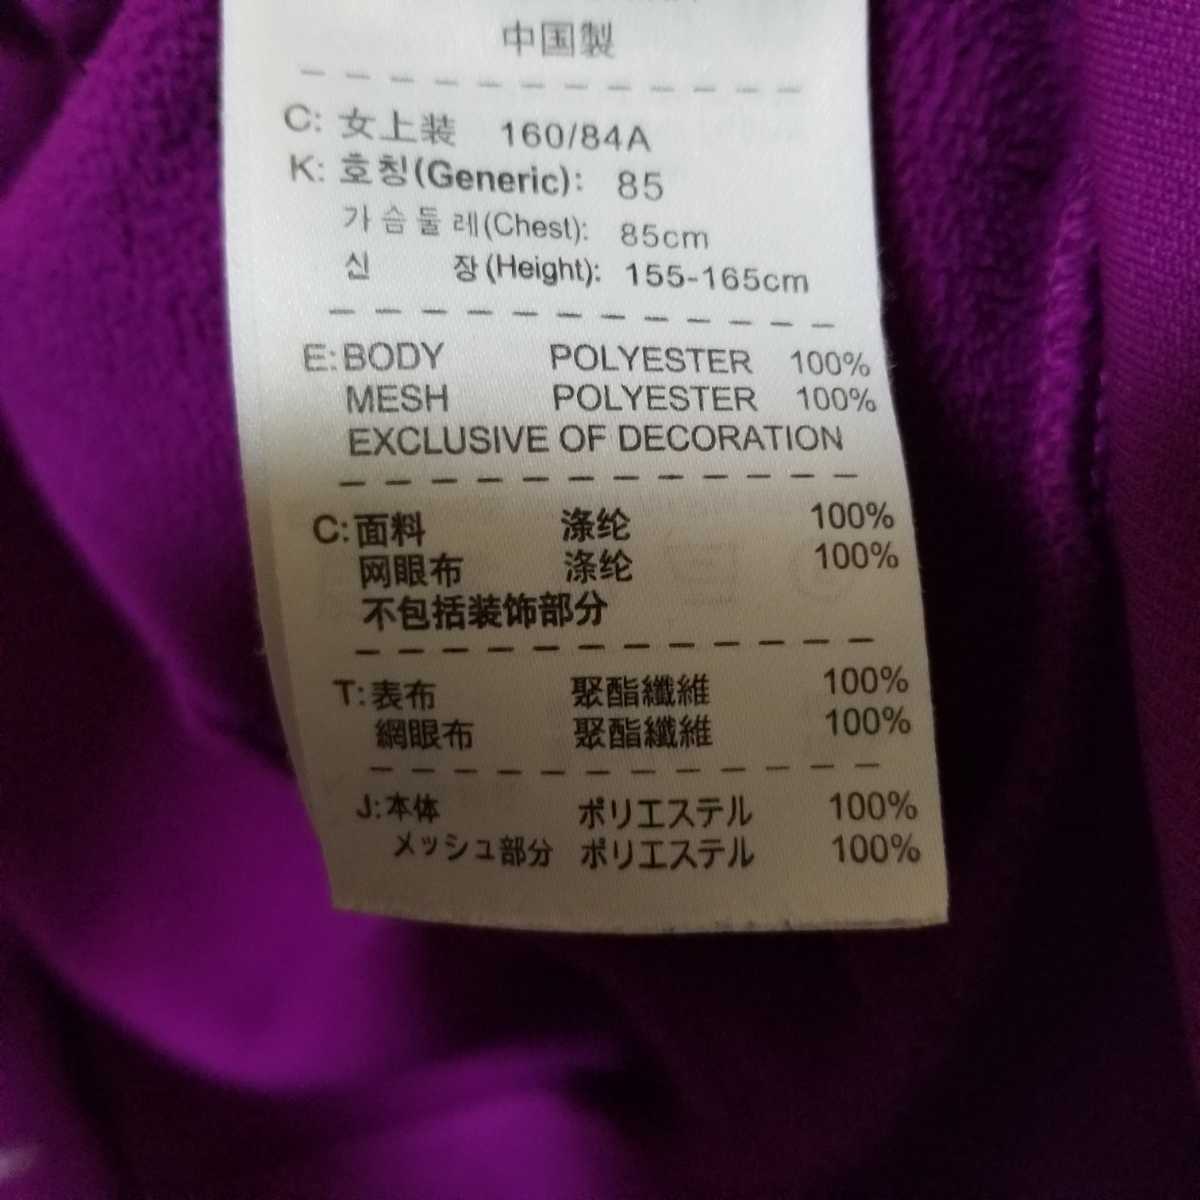 中国製
C: 女上装 160/84A
K: 호칭(Generic): 85
가슴둘레(Chest): 85cm
신 장(Height): 155-165cm
E: BODY POLYESTER 100%
MESH POLYESTER 100%
EXCLUSIVE OF DECORATION
C: 面料 涤纶 100%
网眼布 涤纶 100%
不包括装饰部分
T: 表布 聚酯纖維 100%
網眼布 聚酯纖維 100%
J: 本体 ポリエステル 100%
メッシュ部分 ポリエステル 100%